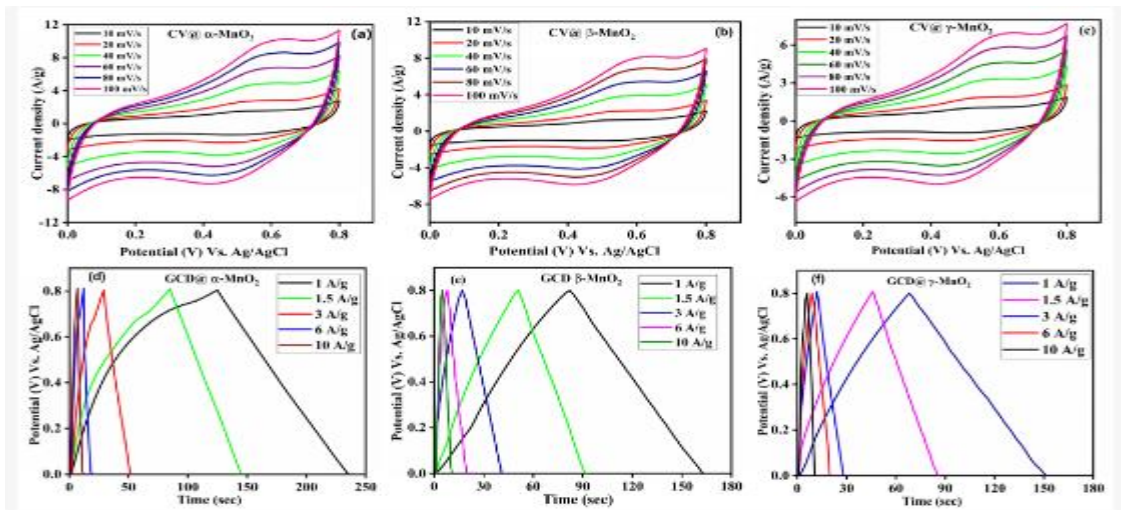 CV@ α-MnO2
(a)
10 mV/s
20 mV/s
40 mV/s
60 mV/s
80 mV/s
100 mV/s
Current density (A/g)
12
8
4
0
-4
-8
-12
0.0 0.2 0.4 0.6 0.8
Potential (V) Vs. Ag/AgCl
CV@ β-MnO2
(b)
10 mV/s
20 mV/s
40 mV/s
60 mV/s
80 mV/s
100 mV/s
Current density (A/g)
12
8
4
0
-4
-8
0.0 0.2 0.4 0.6 0.8
Potential (V) Vs. Ag/AgCl
CV@ γ-MnO2
(c)
10 mV/s
20 mV/s
40 mV/s
60 mV/s
80 mV/s
100 mV/s
Current density (A/g)
6
3
0
-3
-6
0.0 0.2 0.4 0.6 0.8
Potential (V) Vs. Ag/AgCl
(d)
GCD@ α-MnO2
1 A/g
1.5 A/g
3 A/g
6 A/g
10 A/g
Potential (V) Vs. Ag/AgCl
0.8
0.6
0.4
0.2
0.0
0 50 100 150 200 250
Time (sec)
(e)
GCD β-MnO2
1 A/g
1.5 A/g
3 A/g
6 A/g
10 A/g
Potential (V) Vs. Ag/AgCl
0.8
0.6
0.4
0.2
0.0
0 30 60 90 120 150 180
Time (sec)
GCD@ γ-MnO2
(f)
1 A/g
1.5 A/g
3 A/g
6 A/g
10 A/g
Potential (V) Vs. Ag/AgCl
0.8
0.6
0.4
0.2
0.0
0 30 60 90 120 150 180
Time (sec)